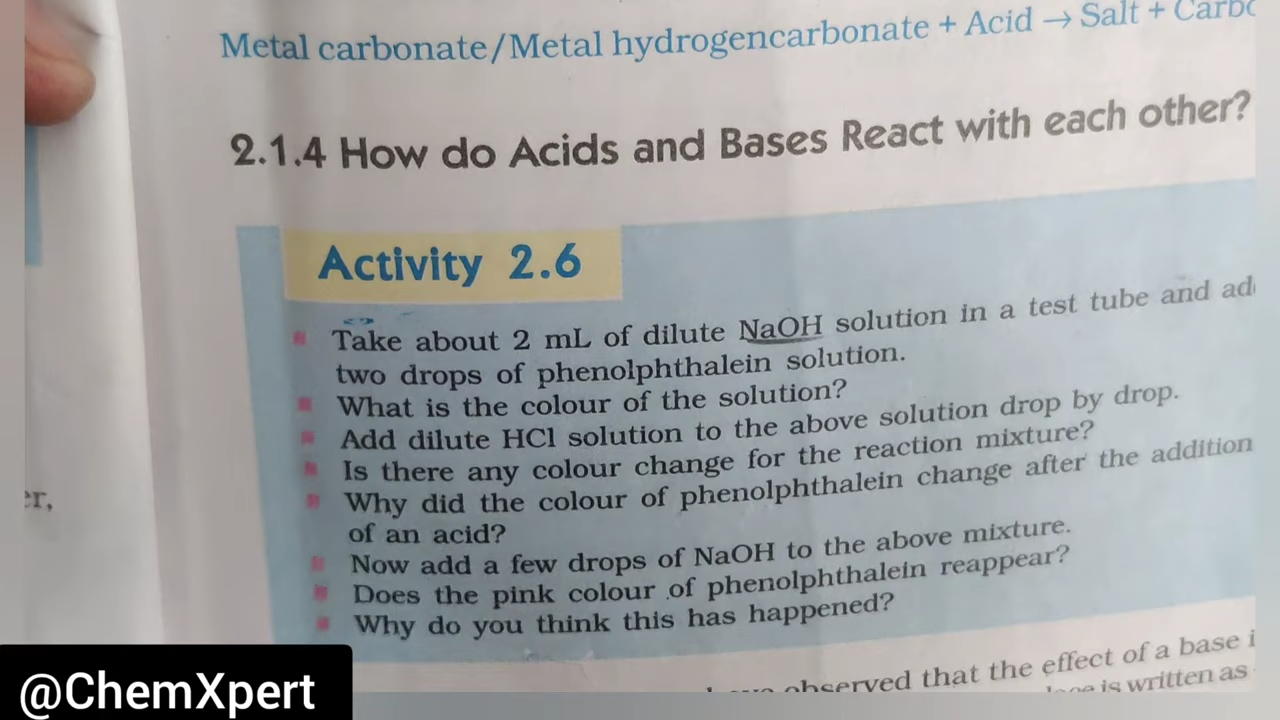 Metal carbonate/Metal hydrogencarbonate + Acid → Salt +
2.1.4 How do Acids and Bases React with each other?
Activity 2.6
Take about 2 mL of dilute NaOH solution in a test tube and
two drops of phenolphthalein solution.
What is the colour of the solution?
Add dilute HCl solution to the above solution drop by drop.
Is there any colour change for the reaction mixture?
Why did the colour of phenolphthalein change after the addition
of an acid?
Now add a few drops of NaOH to the above mixture.
Does the pink colour of phenolphthalein reappear?
Why do you think this has happened?
observed that the effect of a base
is written as
er,
@ChemXpert